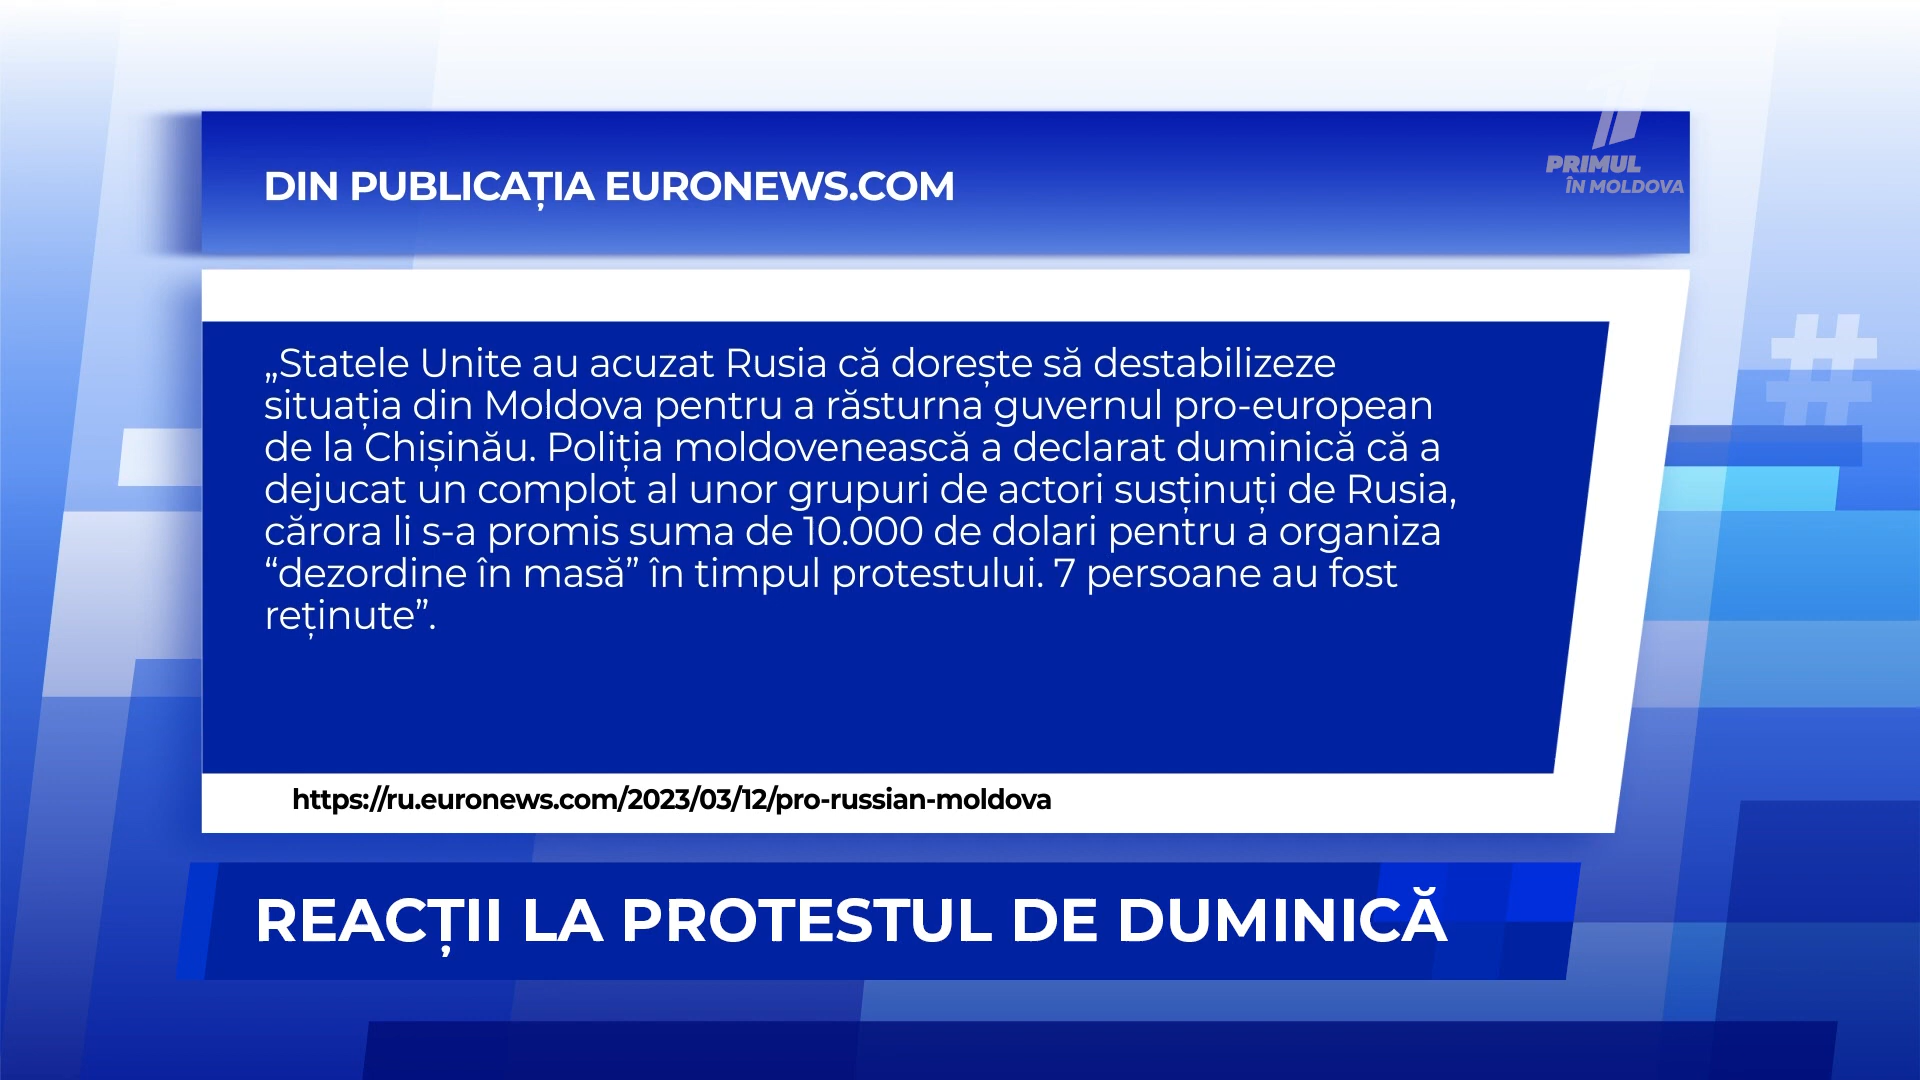 PRIMUL
ÎN MOLDOVA
DIN PUBLICAȚIA EURONEWS.COM
„Statele Unite au acuzat Rusia că dorește să destabilizeze
situația din Moldova pentru a răsturna guvernul pro-european
de la Chișinău. Poliția moldovenească a declarat duminică că a
dejucat un complot al unor grupuri de actori susținuți de Rusia,
cărora li s-a promis suma de 10.000 de dolari pentru a organiza
“dezordine în masă” în timpul protestului. 7 persoane au fost
reținute”.
#
https://ru.euronews.com/2023/03/12/pro-russian-moldova
REACȚII LA PROTESTUL DE DUMINICĂ